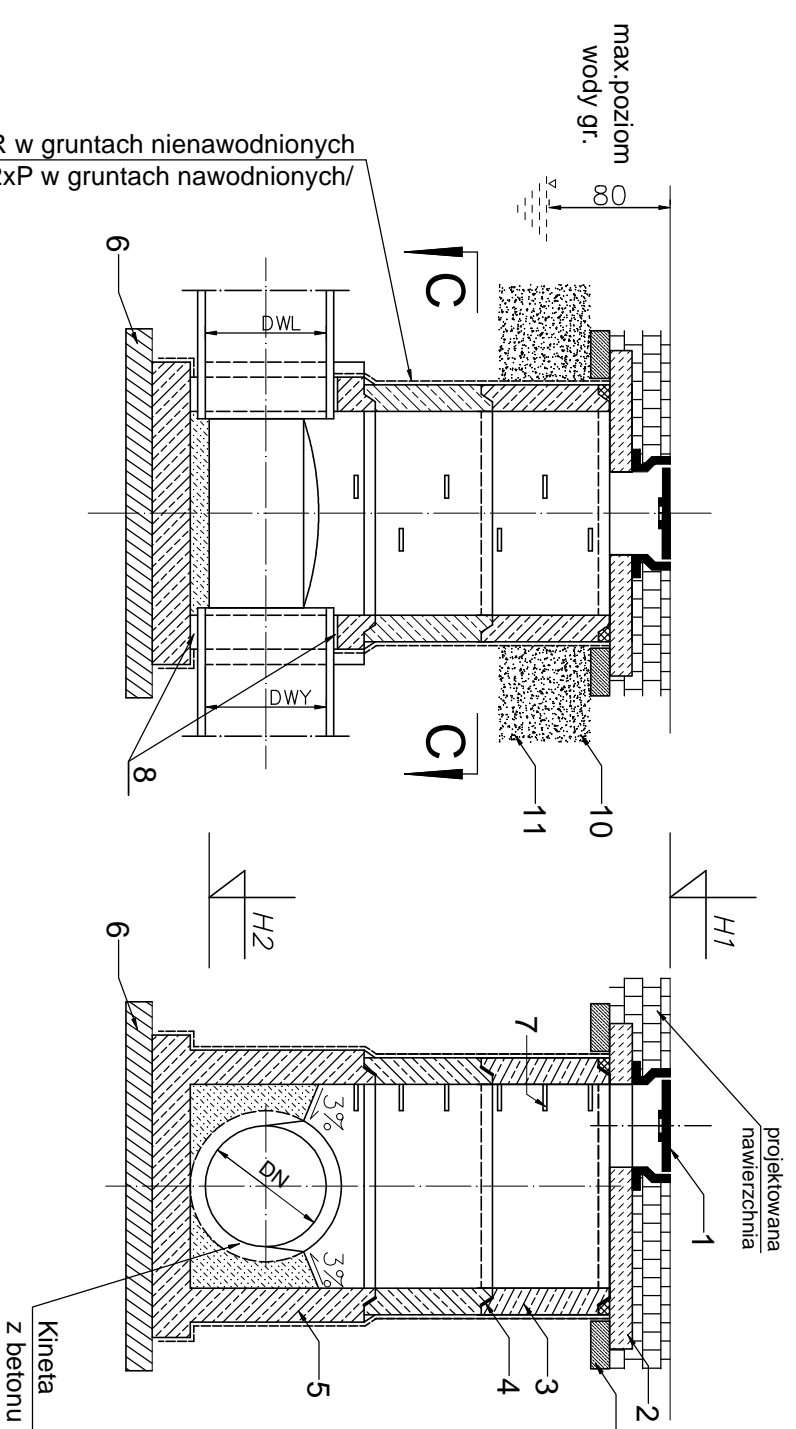 max.poziom
wody gr.
80
R w gruntach nienawodnionych
2xP w gruntach nawodnionych/
C
C
DWL
DWY
6
8
10
11
H1
H2
projektowana
nawierzchnia
1
2
3
4
5
6
7
3%
3%
DN
Kineta
z betonu